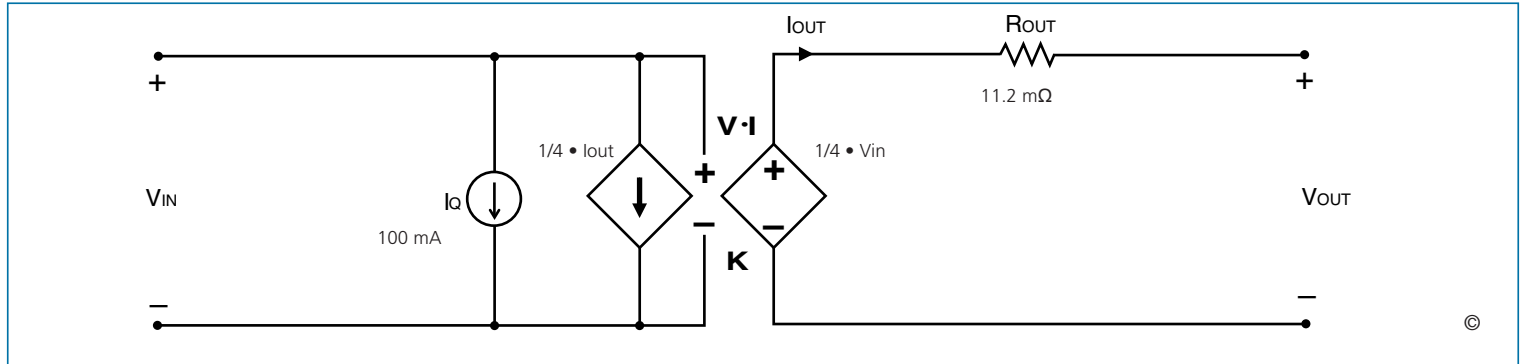 IOUT
ROUT
+
+
11.2 mΩ
V·I
1/4 • Iout
+
+
1/4 • Vin
VIN
IQ
VOUT
–
–
100 mA
K
–
–
©